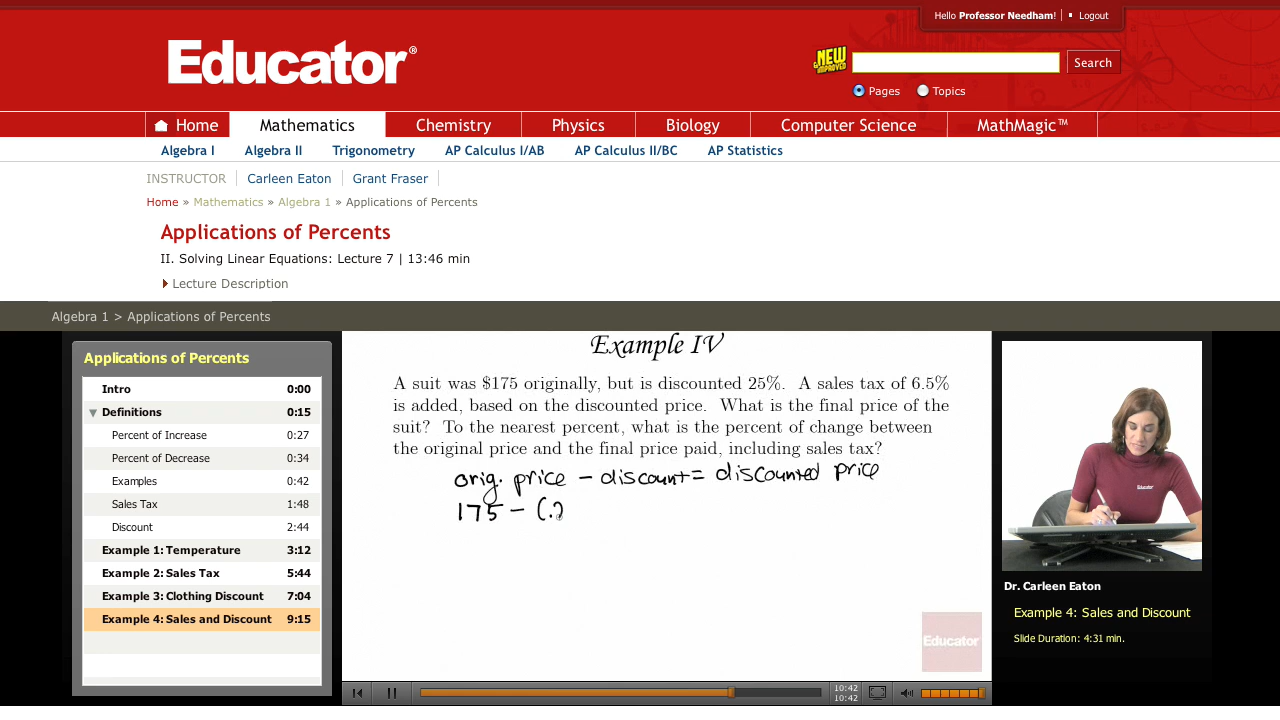 Hello Professor Needham! Logout
Educator®
NEW
& IMPROVED
Search
Pages Topics
Home Mathematics Chemistry Physics Biology Computer Science MathMagic™
Algebra I Algebra II Trigonometry AP Calculus I/AB AP Calculus II/BC AP Statistics
INSTRUCTOR Carleen Eaton Grant Fraser
Home » Mathematics » Algebra 1 » Applications of Percents
Applications of Percents
II. Solving Linear Equations: Lecture 7 | 13:46 min
Lecture Description
Algebra 1 > Applications of Percents
Applications of Percents
Intro 0:00
Definitions 0:15
Percent of Increase 0:27
Percent of Decrease 0:34
Examples 0:42
Sales Tax 1:48
Discount 2:44
Example 1: Temperature 3:12
Example 2: Sales Tax 5:44
Example 3: Clothing Discount 7:04
Example 4: Sales and Discount 9:15
Example IV
A suit was $175 originally, but is discounted 25%. A sales tax of 6.5%
is added, based on the discounted price. What is the final price of the
suit? To the nearest percent, what is the percent of change between
the original price and the final price paid, including sales tax?
orig. price - discount = discounted price
175 - (.2
Educator
10:42
10:42
Educator
Dr. Carleen Eaton
Example 4: Sales and Discount
Slide Duration: 4:31 min.